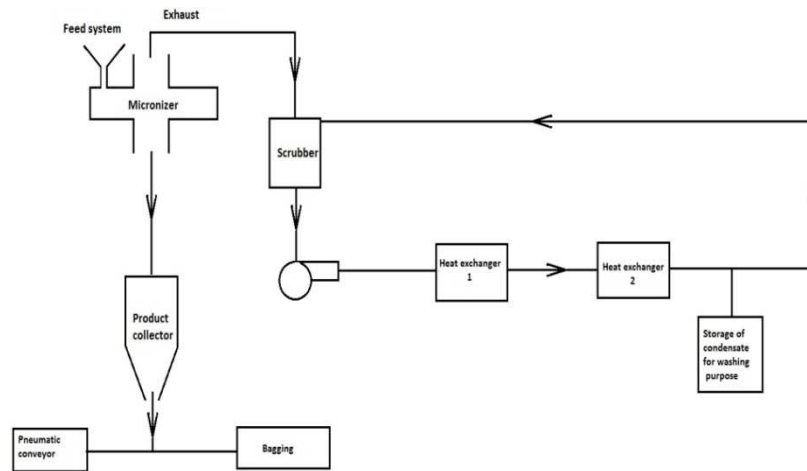 Exhaust
Feed system
Micronizer
Scrubber
Heat exchanger
1
Heat exchanger
2
Product
collector
Storage of
condensate
for washing
purpose
Pneumatic
conveyor
Bagging